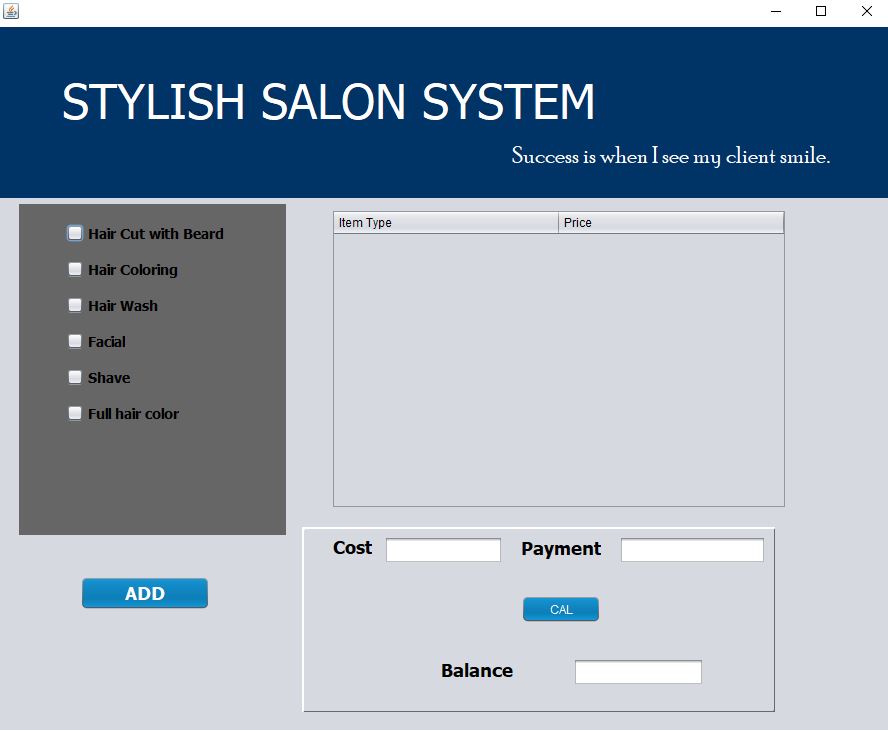 STYLISH SALON SYSTEM
Success is when I see my client smile.
Hair Cut with Beard
Hair Coloring
Hair Wash
Facial
Shave
Full hair color
ADD
Item Type Price
Cost Payment
CAL
Balance